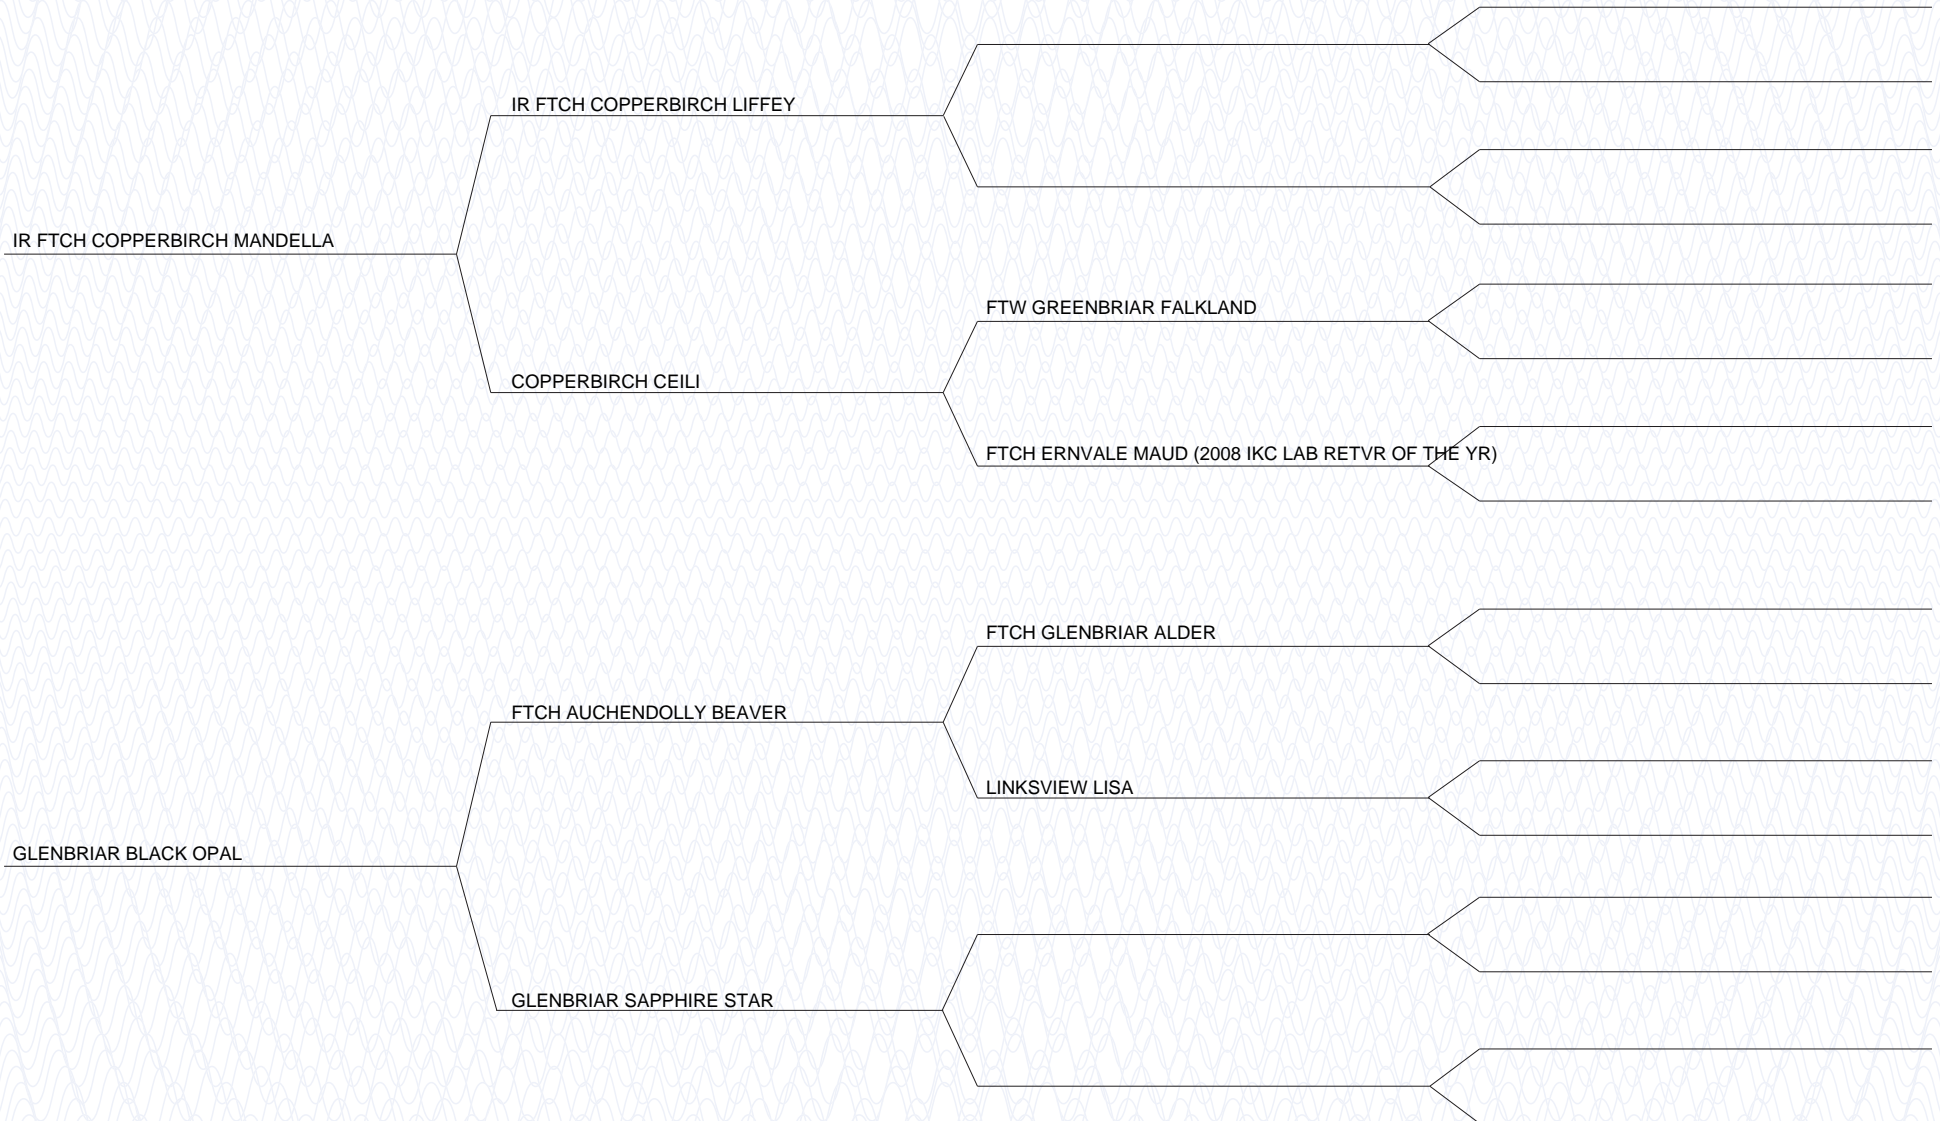 IR FTCH COPPERBIRCH LIFFEY
IR FTCH COPPERBIRCH MANDELLA
FTW GREENBRIAR FALKLAND
COPPERBIRCH CEILI
FTCH ERNVALE MAUD (2008 IKC LAB RETVR OF THE YR)
FTCH GLENBRIAR ALDER
FTCH AUCHENDOLLY BEAVER
LINKSVIEW LISA
GLENBRIAR BLACK OPAL
GLENBRIAR SAPPHIRE STAR